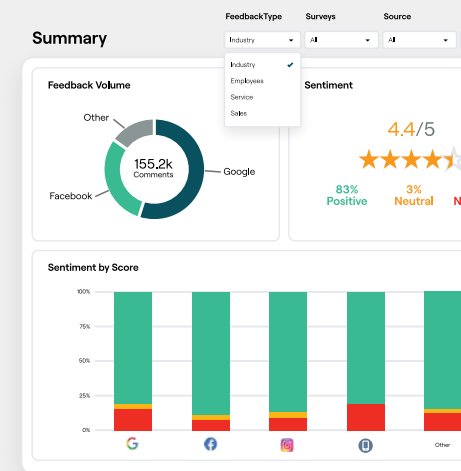 FeedbackType
Surveys
Source
Summary
Industry
All
All
Industry
Employees
Service
Sales
Feedback Volume
Sentiment
Other
155.2k
Comments
Google
Facebook
4.4/5
83%
Positive
3%
Neutral
N
Sentiment by Score
100%
75%
50%
25%
0%
G
f
Other